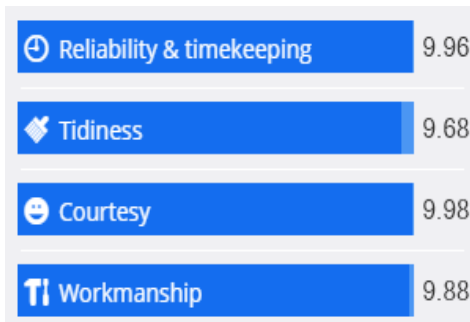 Reliability & timekeeping 9.96
Tidiness 9.68
Courtesy 9.98
Workmanship 9.88